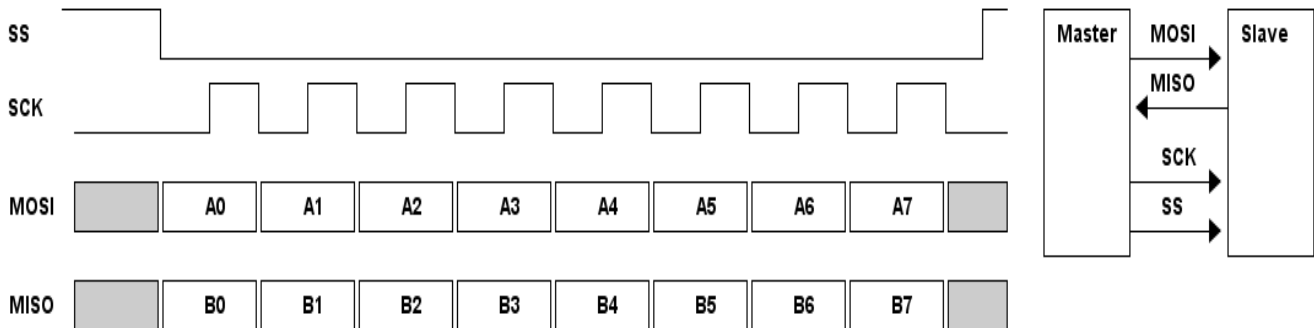 SS
SCK
MOSI A0 A1 A2 A3 A4 A5 A6 A7
MISO B0 B1 B2 B3 B4 B5 B6 B7
Master MOSI Slave
MISO
SCK
SS